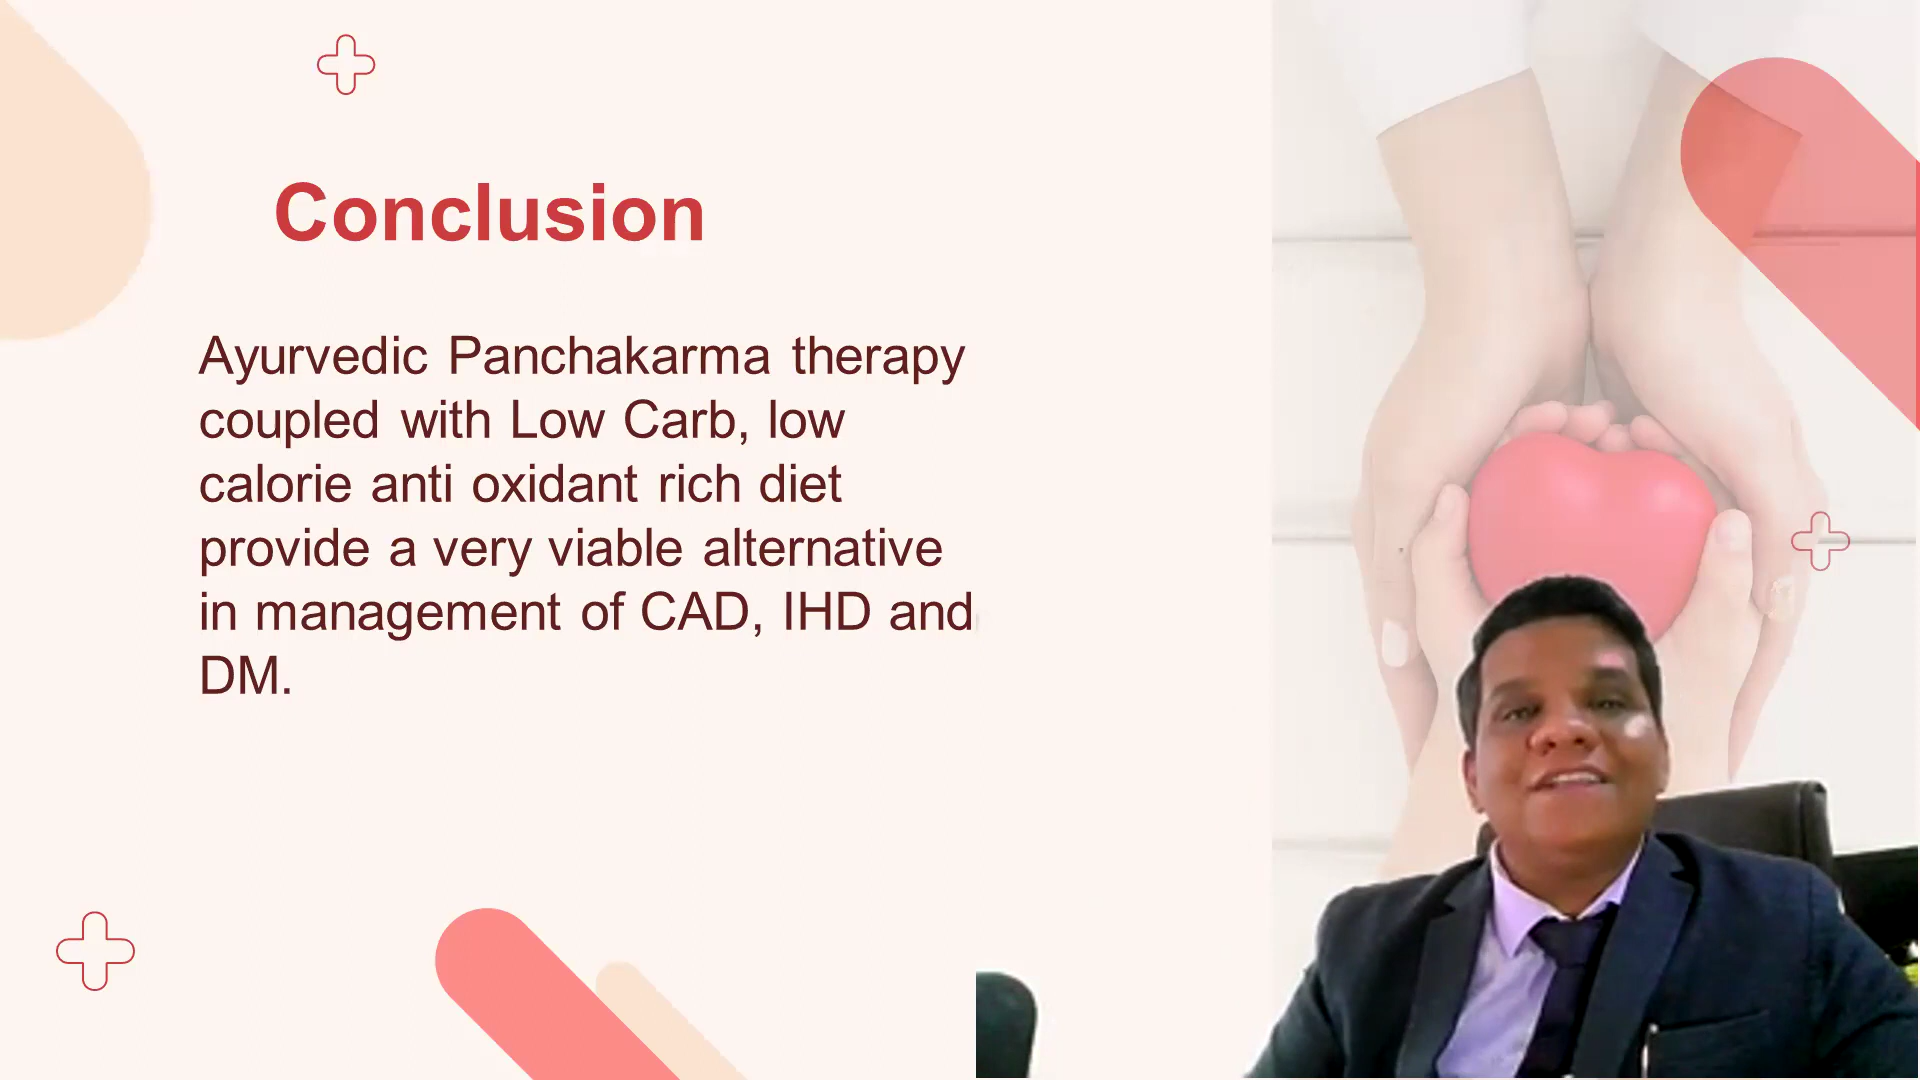 Conclusion
Ayurvedic Panchakarma therapy
coupled with Low Carb, low
calorie anti oxidant rich diet
provide a very viable alternative
in management of CAD, IHD and
DM.